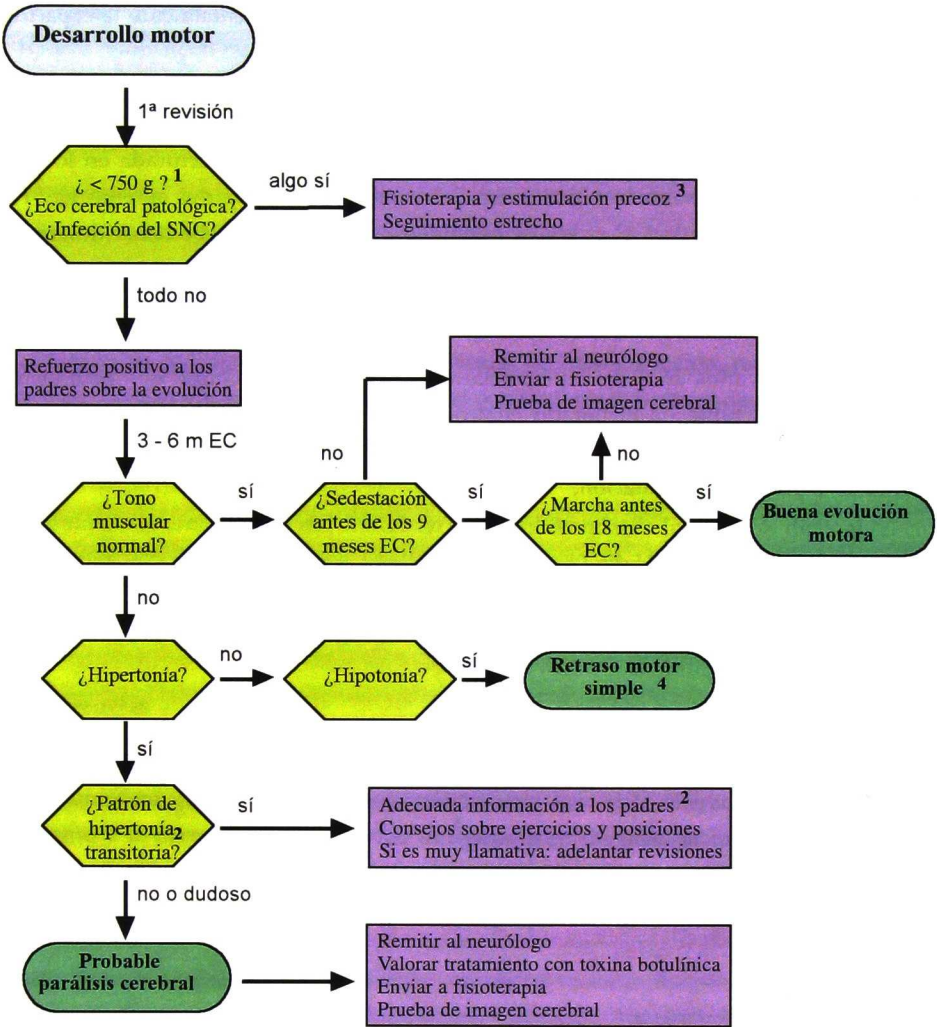 Desarrollo motor
1ª revisión
¿ < 750 g ? 1
¿Eco cerebral patológica?
¿Infección del SNC?
algo sí
Fisioterapia y estimulación precoz 3
Seguimiento estrecho
todo no
Refuerzo positivo a los
padres sobre la evolución
Remitir al neurólogo
Enviar a fisioterapia
Prueba de imagen cerebral
3 - 6 m EC
no
no
¿Tono
muscular
normal?
sí
¿Sedestación
antes de los 9
meses EC?
sí
¿Marcha antes
de los 18 meses
EC?
sí
Buena evolución
motora
no
¿Hipertonía?
no
¿Hipotonía?
sí
Retraso motor
simple 4
sí
¿Patrón de
hipertonía 2
transitoria?
sí
Adecuada información a los padres 2
Consejos sobre ejercicios y posiciones
Si es muy llamativa: adelantar revisiones
no o dudoso
Probable
parálisis cerebral
Remitir al neurólogo
Valorar tratamiento con toxina botulínica
Enviar a fisioterapia
Prueba de imagen cerebral